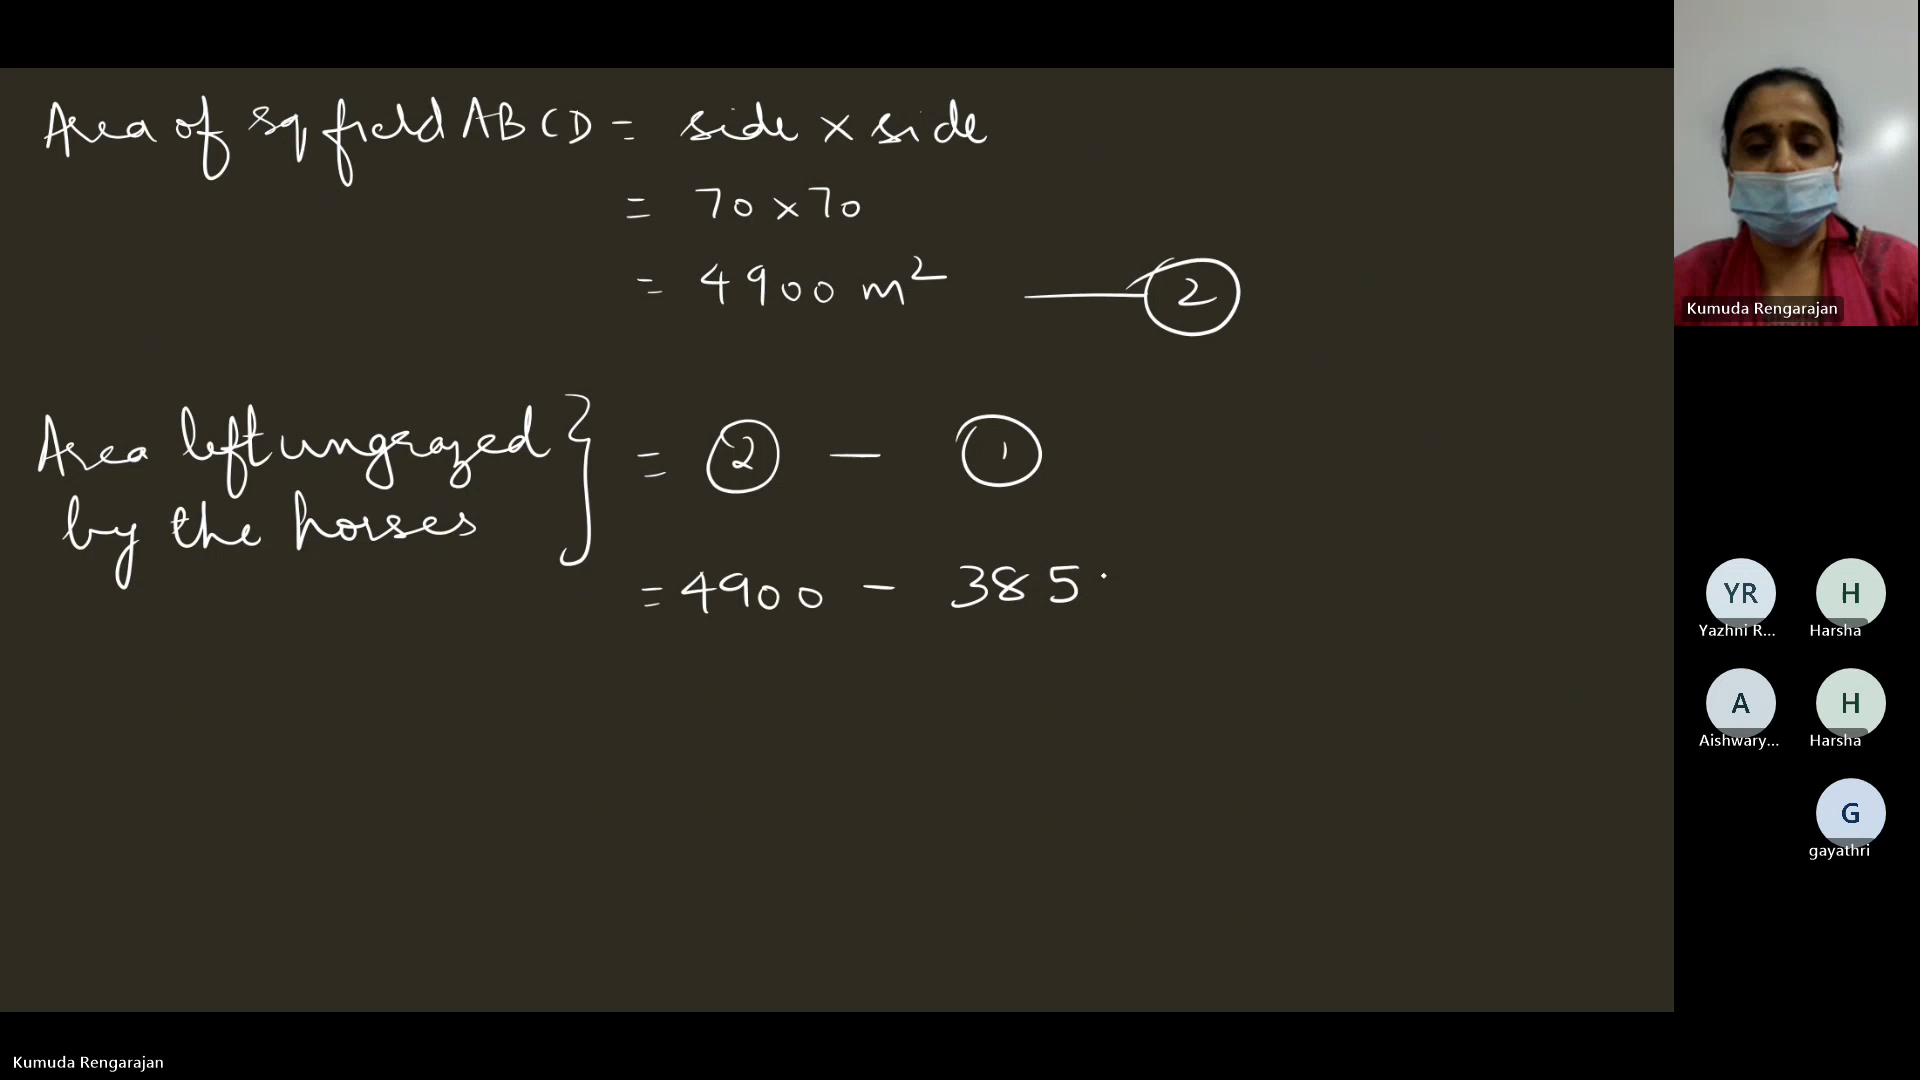 Area of sq field ABCD = side × side
= 70 × 70
= 4900 m² — ②
Area left ungrazed
by the horses } = ② – ①
= 4900 – 385.
Kumuda Rengarajan
YR
H
Yazhni R...
Harsha
A
H
Aishwary...
Harsha
G
gayathri
Kumuda Rengarajan